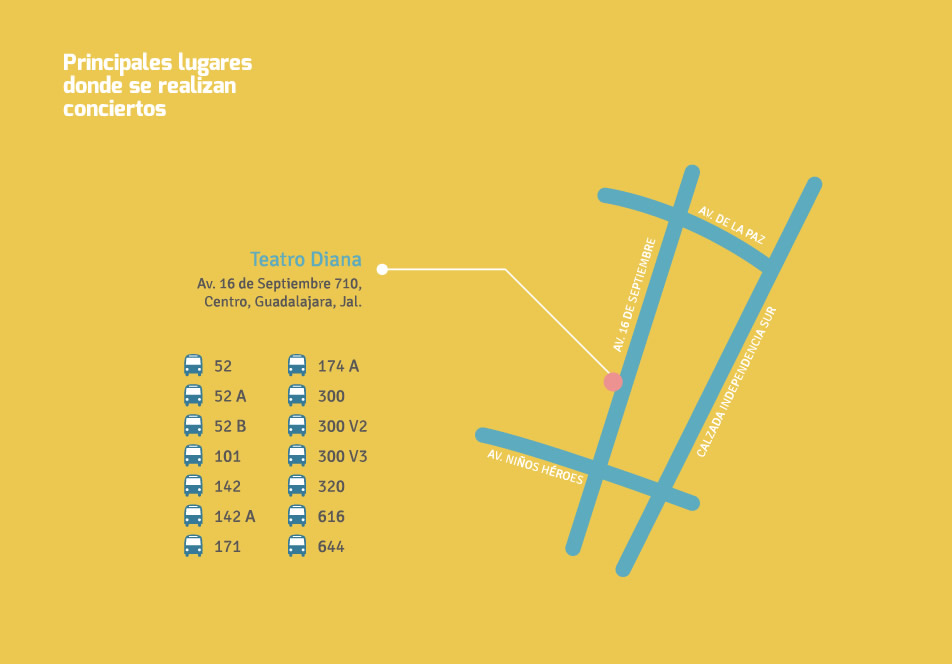 Principales lugares
donde se realizan
conciertos
Teatro Diana
Av. 16 de Septiembre 710,
Centro, Guadalajara, Jal.
52
52 A
52 B
101
142
142 A
171
174 A
300
300 V2
300 V3
320
616
644
AV. DE LA PAZ
AV. 16 DE SEPTIEMBRE
CALZADA INDEPENDENCIA SUR
AV. NIÑOS HÉROES